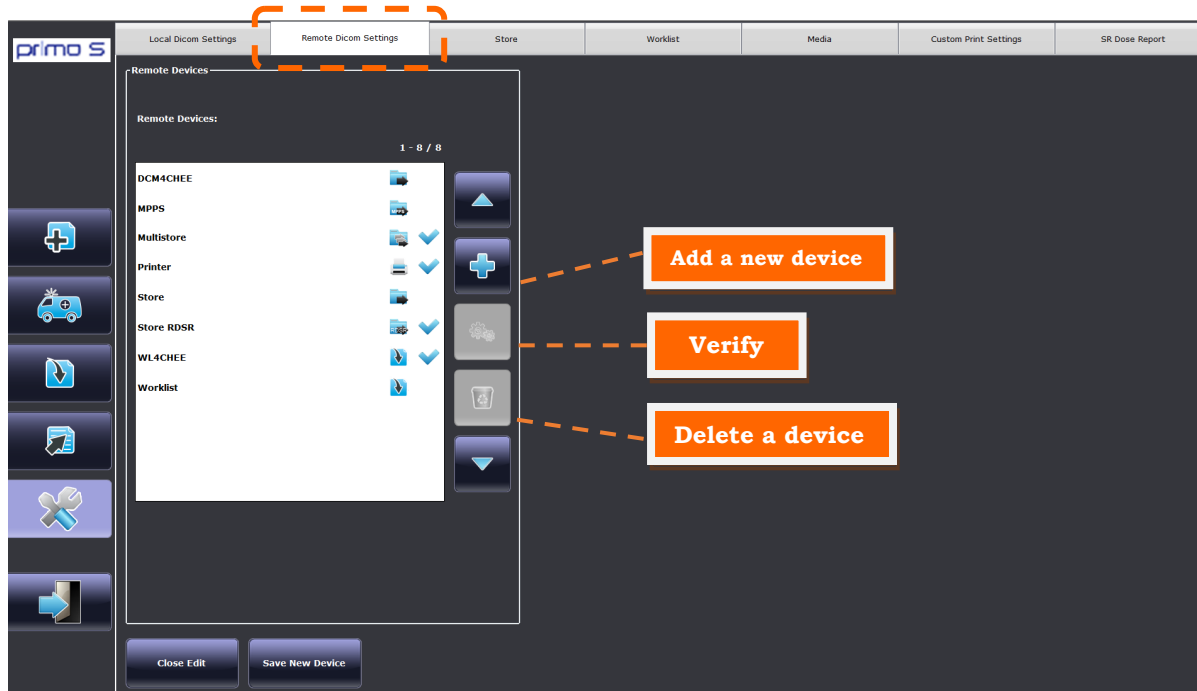 primo S
Local Dicom Settings
Remote Dicom Settings
Store
Worklist
Media
Custom Print Settings
SR Dose Report
Remote Devices
Remote Devices:
1 - 8 / 8
DCM4CHEE
MPPS
Multistore
Printer
Store
Store RDSR
WL4CHEE
Worklist
Add a new device
Verify
Delete a device
Close Edit
Save New Device